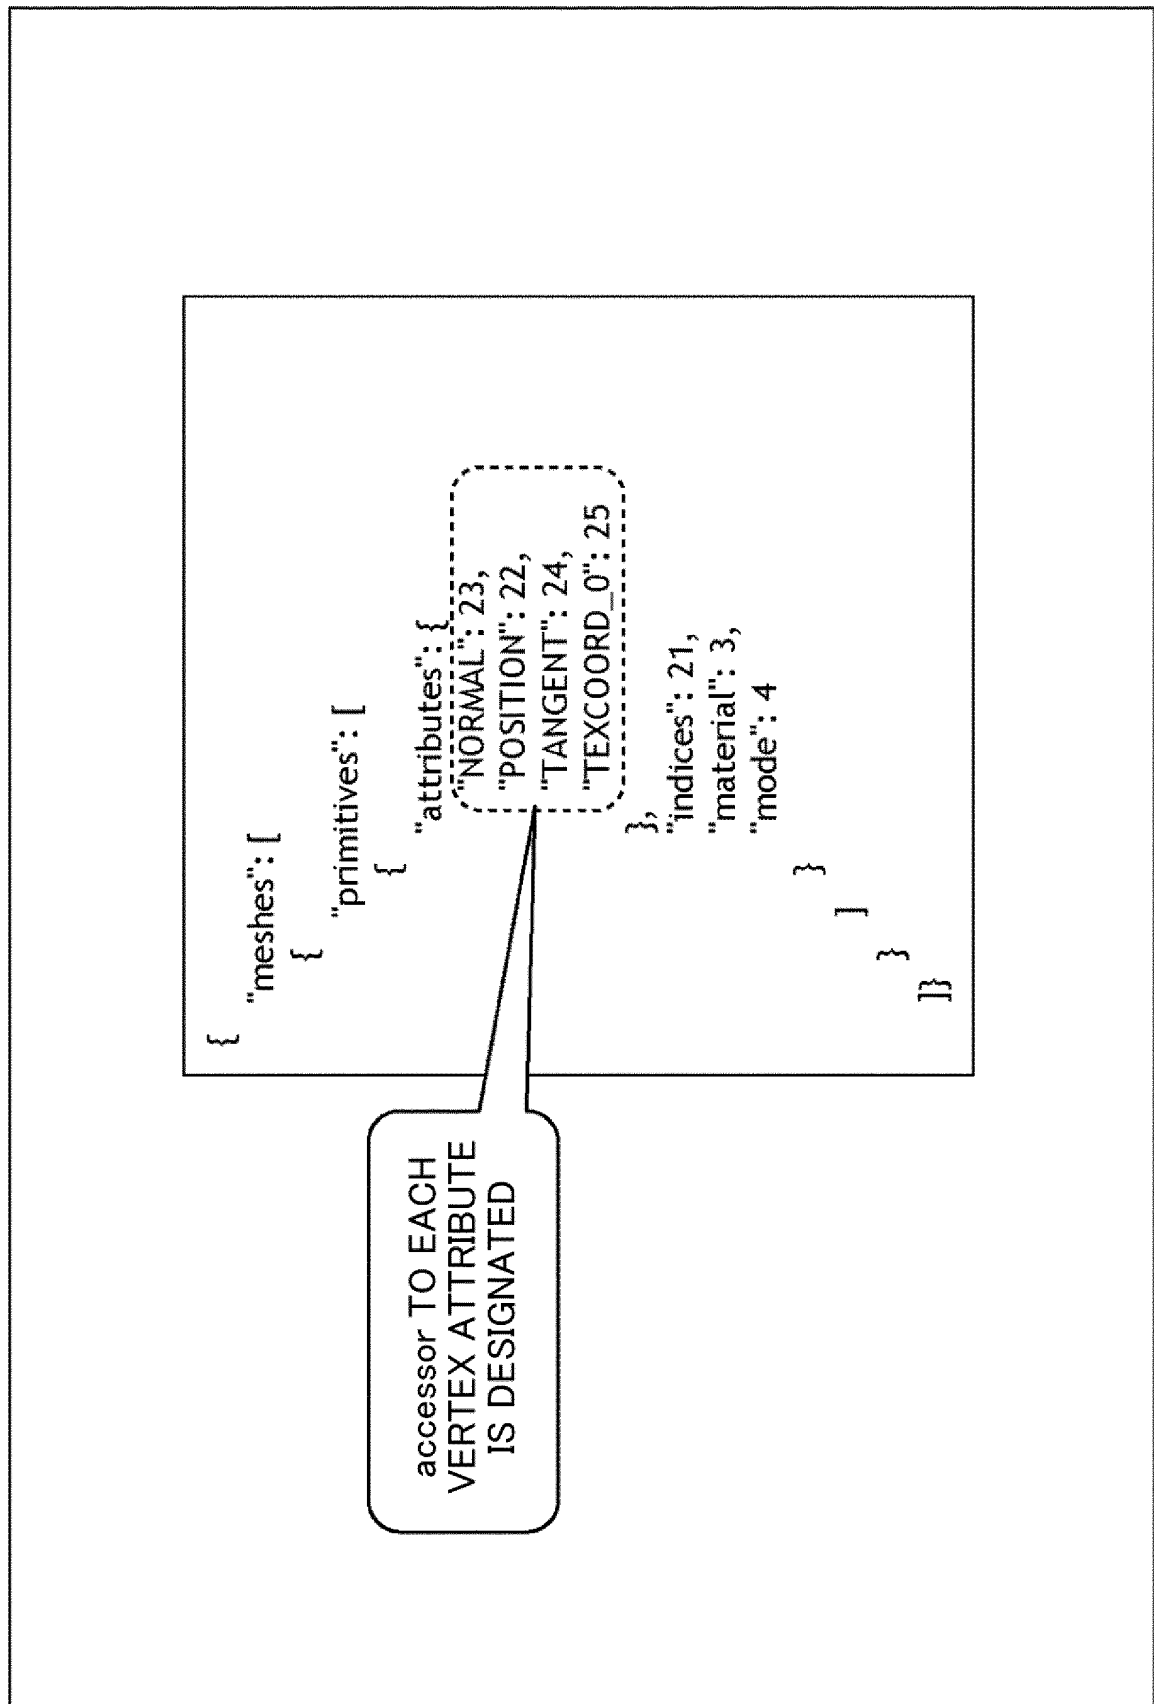 accessor TO EACH
VERTEX ATTRIBUTE
IS DESIGNATED
{
"meshes": [
{
"primitives": [
{
"attributes": {
"NORMAL": 23,
"POSITION": 22,
"TANGENT": 24,
"TEXCOORD_0": 25
},
"indices": 21,
"material": 3,
"mode": 4
}
]
}
]}